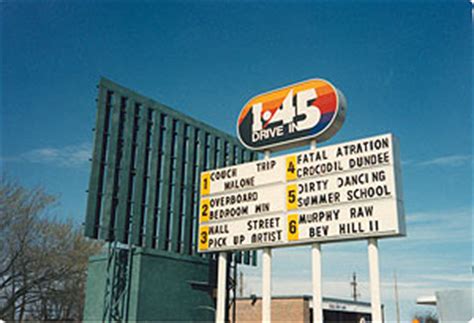 I•45
DRIVE IN
1 COUCH TRIP
MALONE
2 OVERBOARD
BEDROOM WIN
3 WALL STREET
PICK UP ARTIST
4 FATAL ATRATION
CROCODIL DUNDEE
5 DIRTY DANCING
SUMMER SCHOOL
6 MURPHY RAW
BEV HILL II